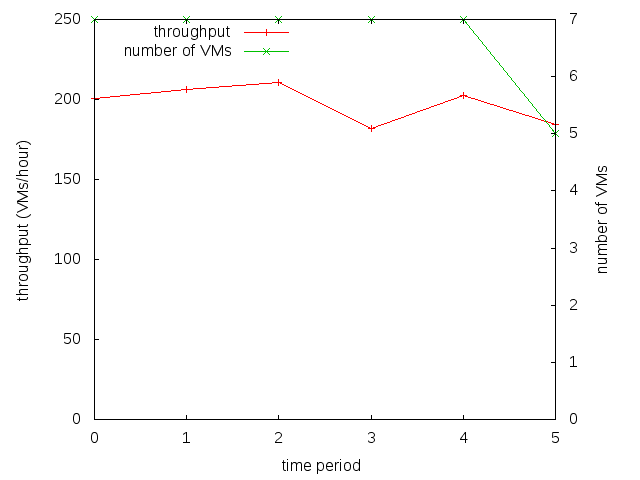 250
200
150
100
50
0
throughput (VMs/hour)
throughput
number of VMs
7
6
5
4
3
2
1
0
number of VMs
0 1 2 3 4 5
time period